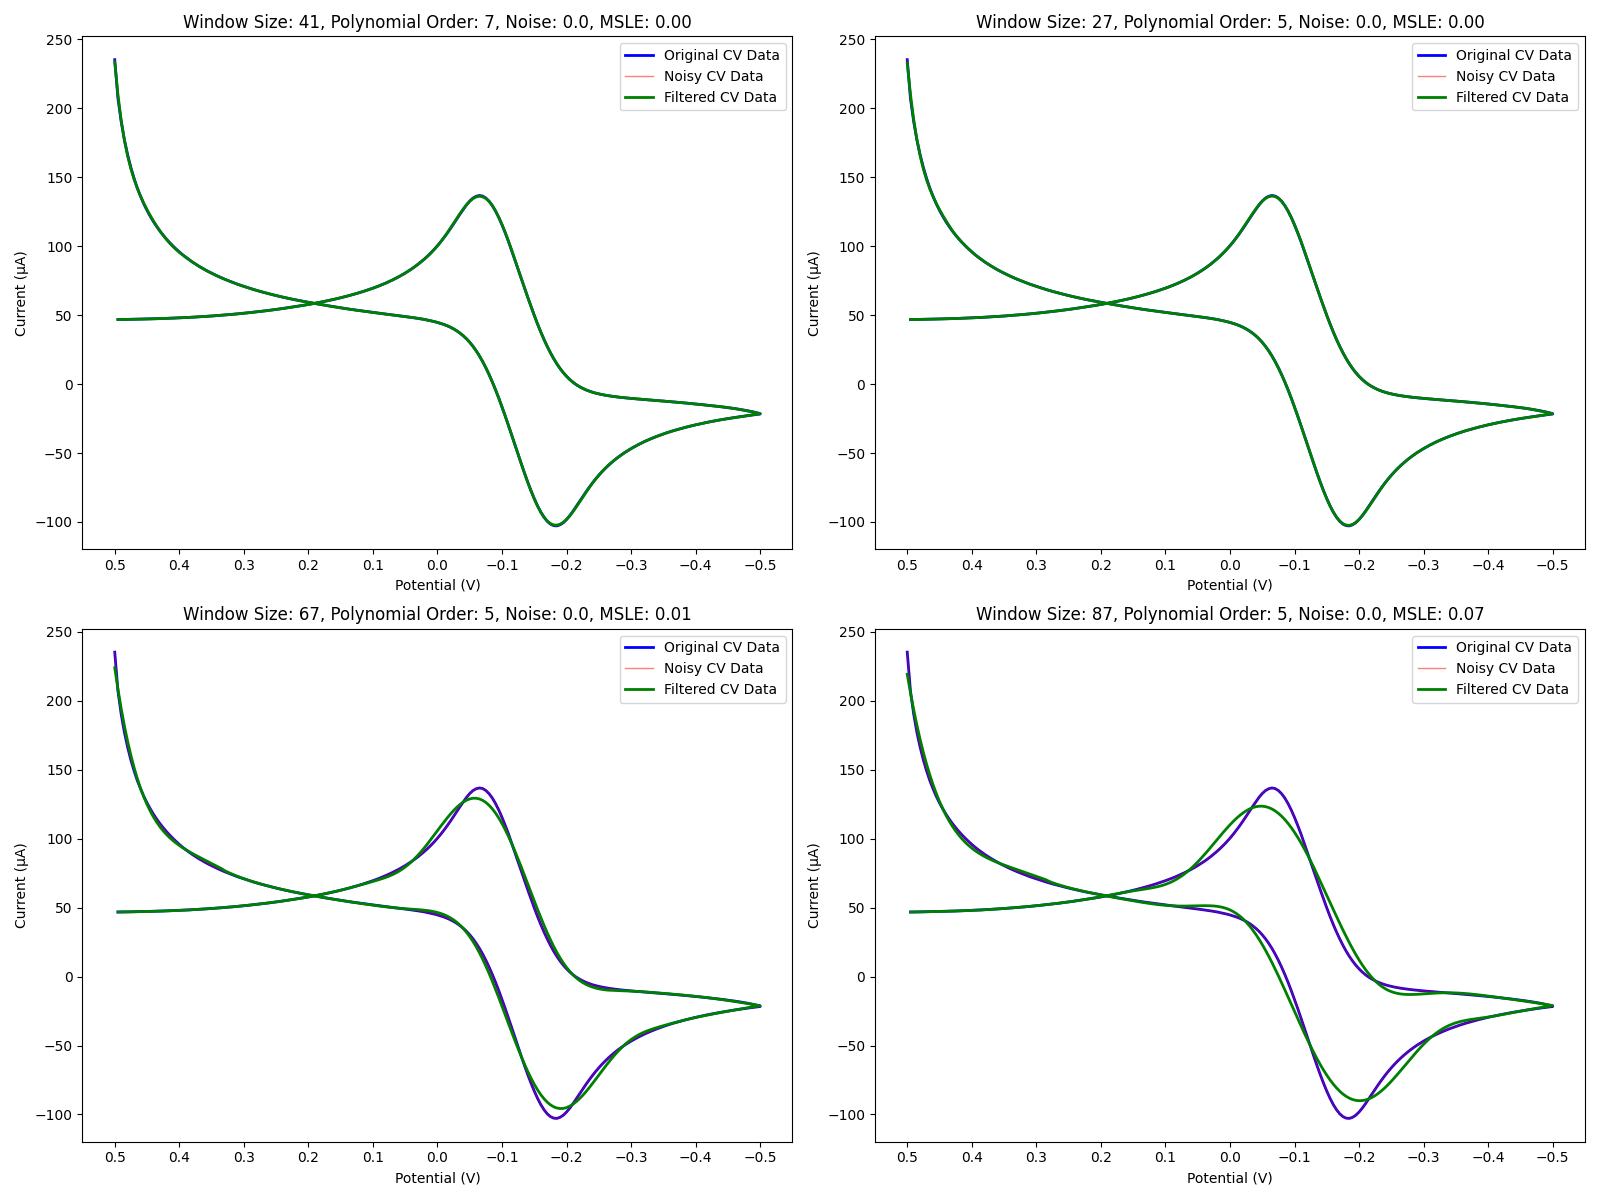 Window Size: 41, Polynomial Order: 7, Noise: 0.0, MSLE: 0.00
250
200
150
100
50
0
−50
−100
Current (μA)
Original CV Data
Noisy CV Data
Filtered CV Data
0.5 0.4 0.3 0.2 0.1 0.0 −0.1 −0.2 −0.3 −0.4 −0.5
Potential (V)
Window Size: 27, Polynomial Order: 5, Noise: 0.0, MSLE: 0.00
250
200
150
100
50
0
−50
−100
Current (μA)
Original CV Data
Noisy CV Data
Filtered CV Data
0.5 0.4 0.3 0.2 0.1 0.0 −0.1 −0.2 −0.3 −0.4 −0.5
Potential (V)
Window Size: 67, Polynomial Order: 5, Noise: 0.0, MSLE: 0.01
250
200
150
100
50
0
−50
−100
Current (μA)
Original CV Data
Noisy CV Data
Filtered CV Data
0.5 0.4 0.3 0.2 0.1 0.0 −0.1 −0.2 −0.3 −0.4 −0.5
Potential (V)
Window Size: 87, Polynomial Order: 5, Noise: 0.0, MSLE: 0.07
250
200
150
100
50
0
−50
−100
Current (μA)
Original CV Data
Noisy CV Data
Filtered CV Data
0.5 0.4 0.3 0.2 0.1 0.0 −0.1 −0.2 −0.3 −0.4 −0.5
Potential (V)